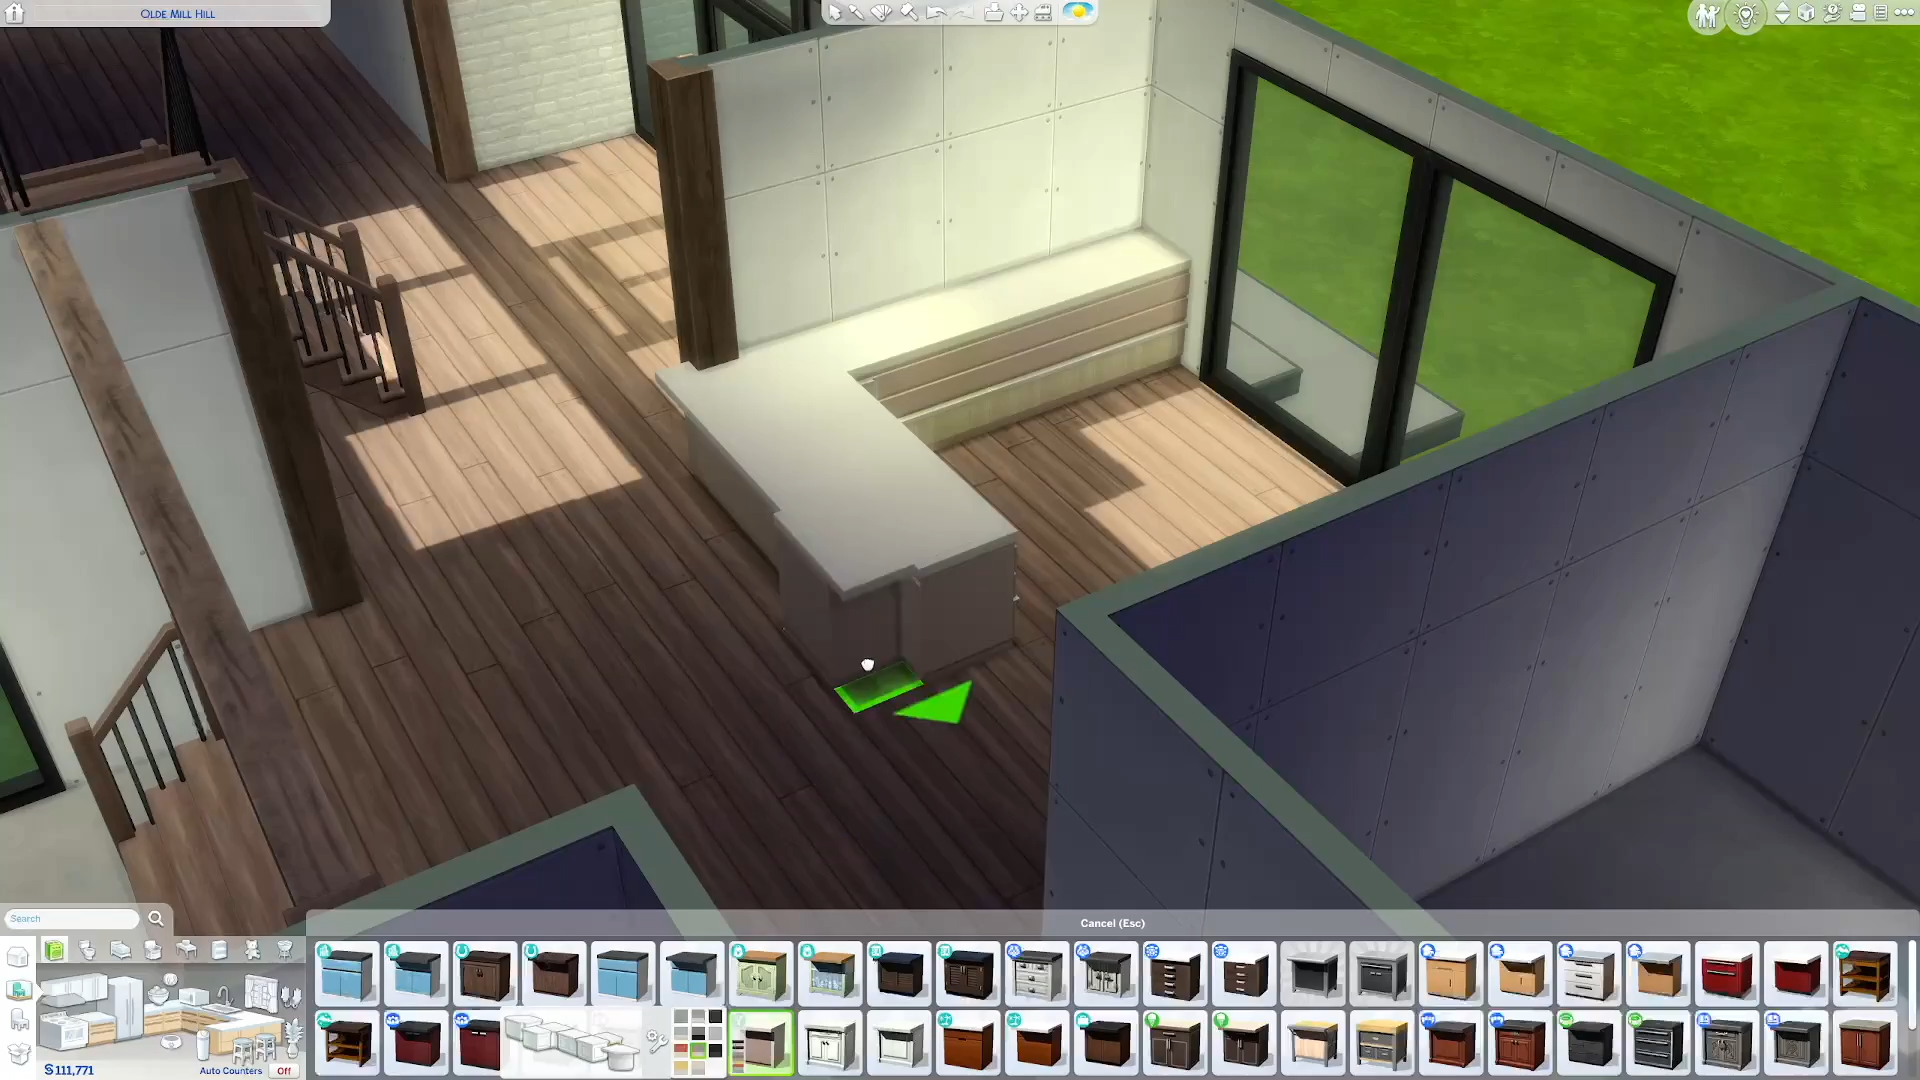 Olde Mill Hill
Cancel (Esc)
Search
§111,771
Auto Counters
Off